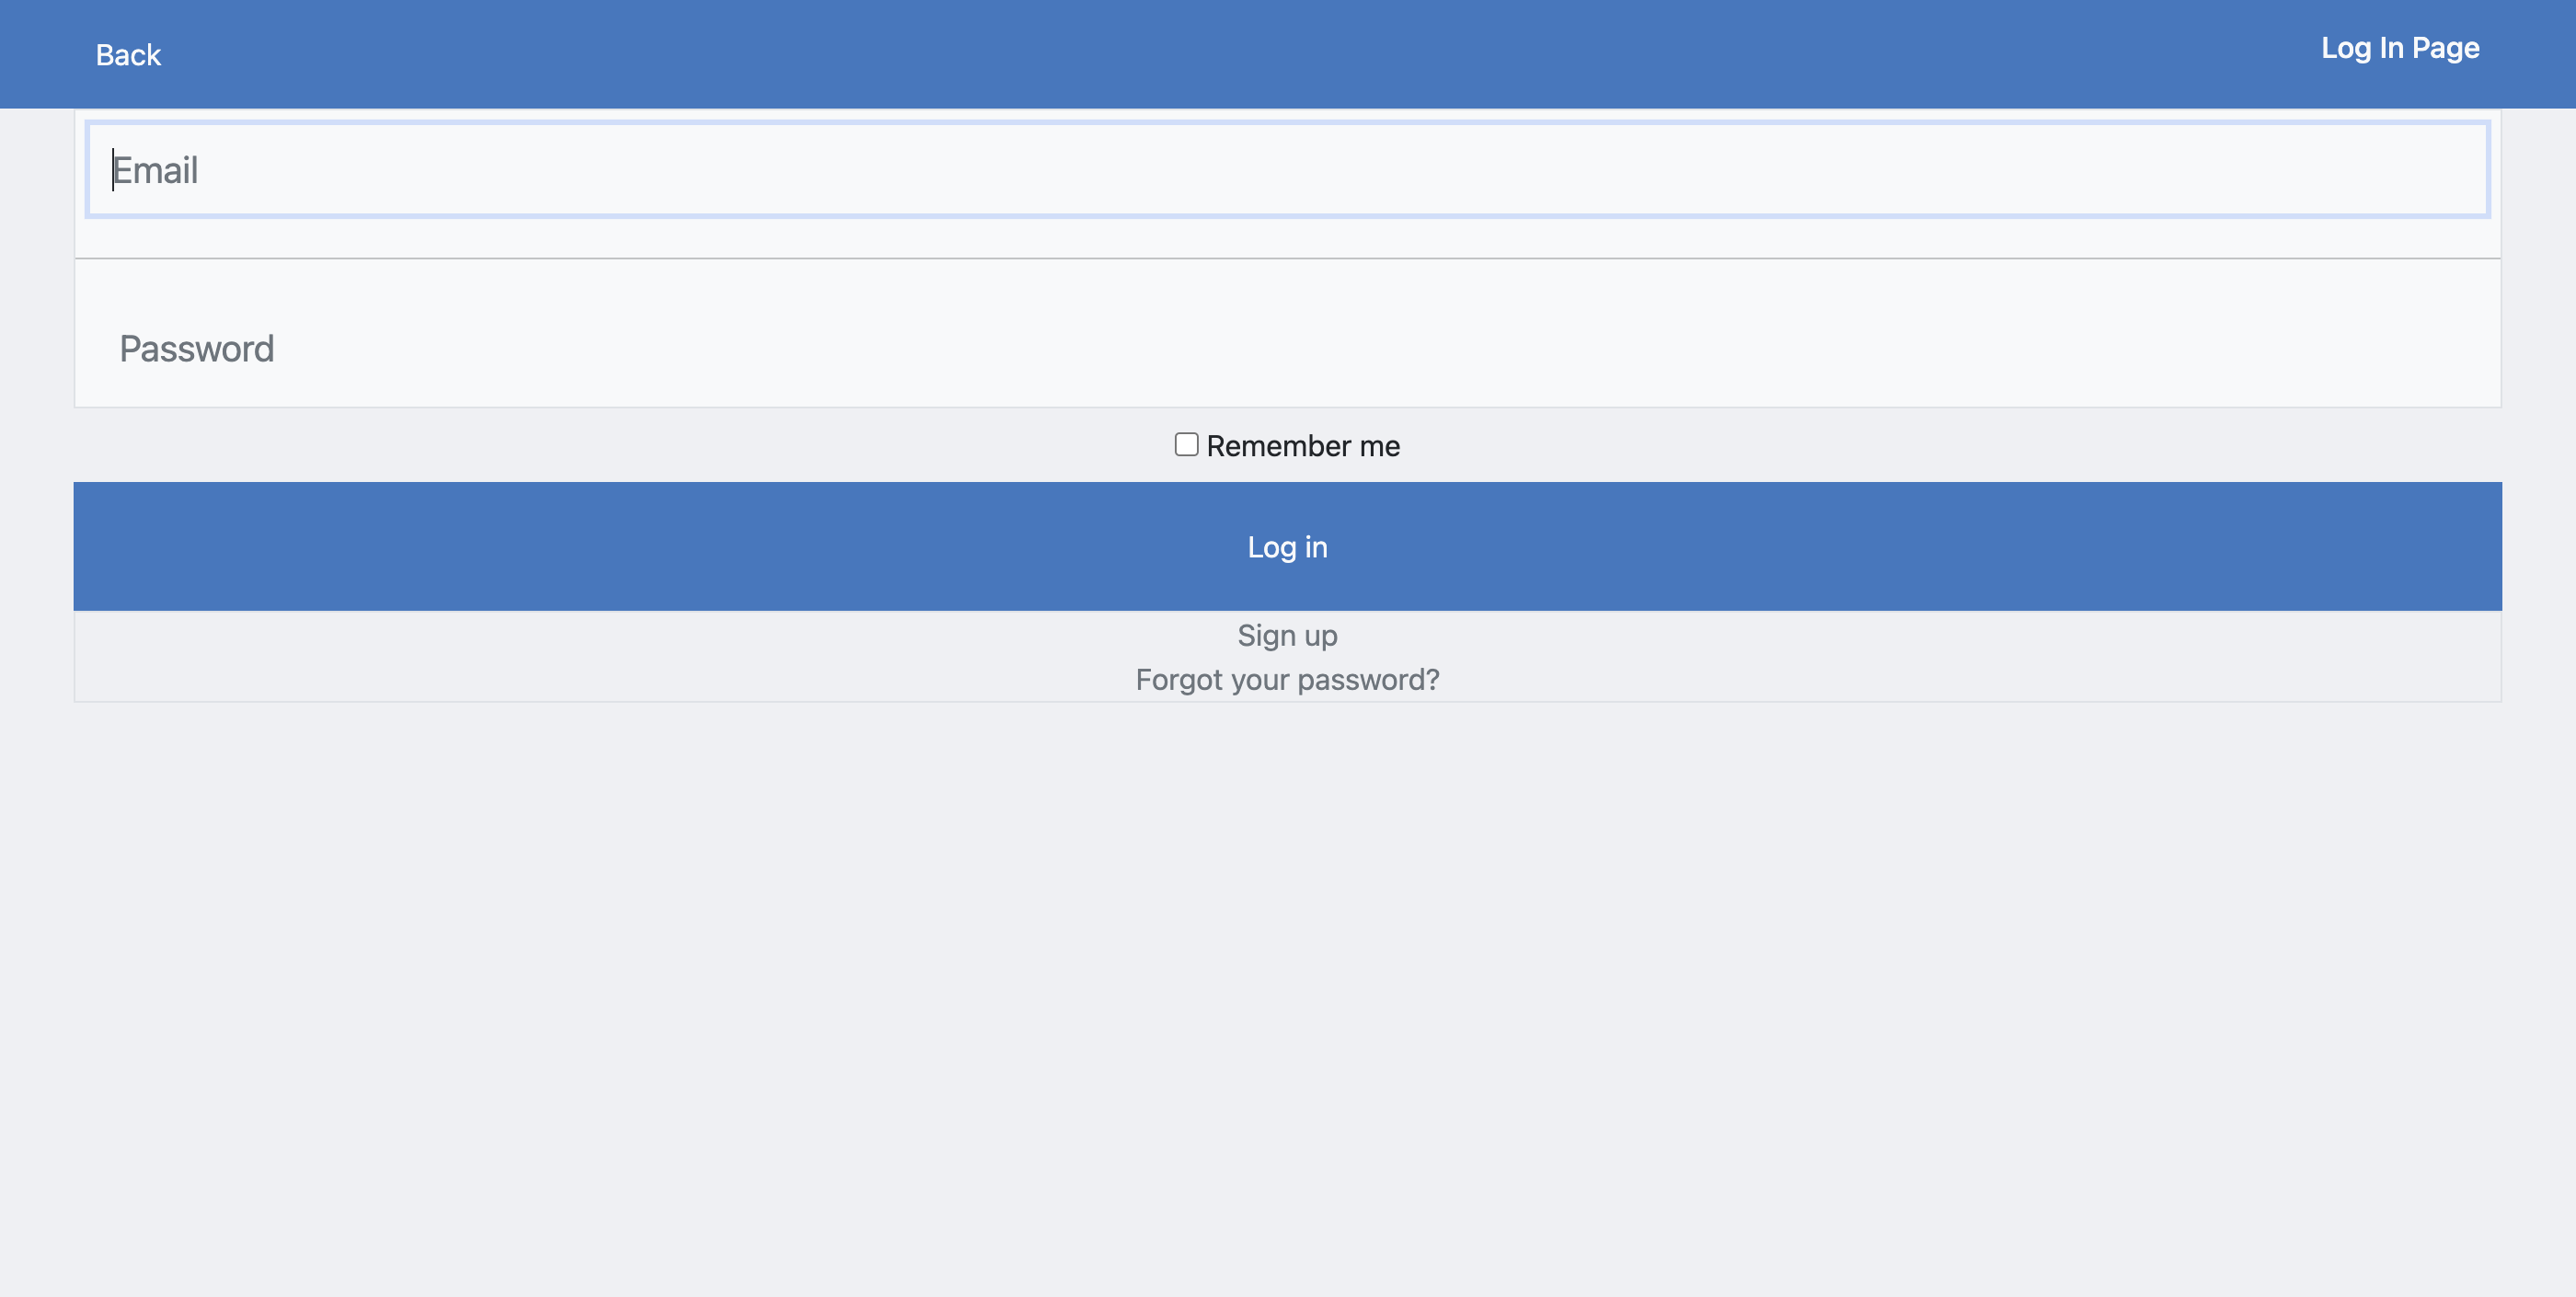 Back
Log In Page
Email
Password
Remember me
Log in
Sign up
Forgot your password?